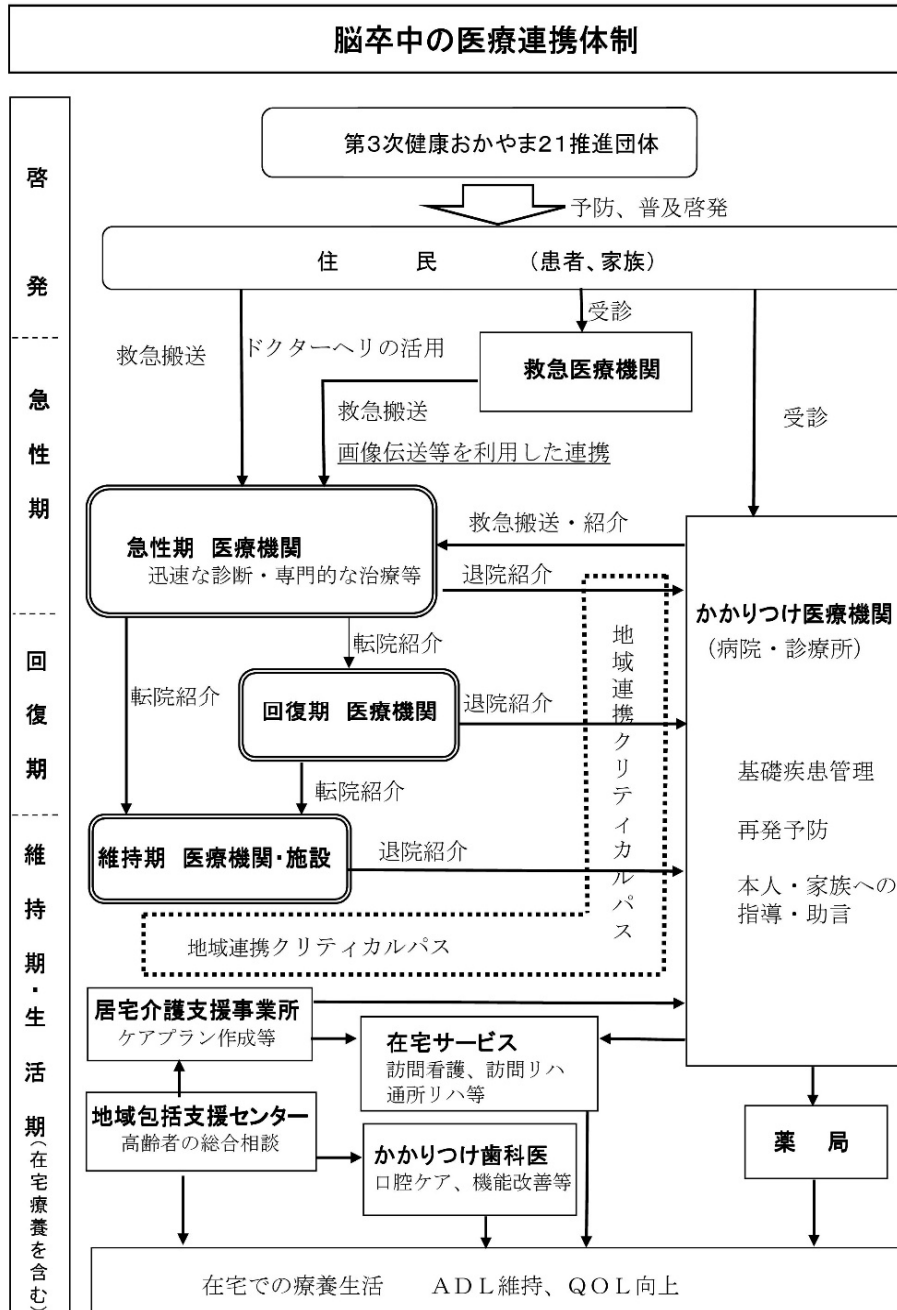 脳卒中の医療連携体制
啓発
急性期
回復期
維持期・生活期(在宅療養を含む)
第3次健康おかやま21推進団体
予防、普及啓発
住民 (患者、家族)
救急搬送
ドクターヘリの活用
受診
救急医療機関
受診
救急搬送
画像伝送等を利用した連携
急性期 医療機関
迅速な診断・専門的な治療等
救急搬送・紹介
退院紹介
かかりつけ医療機関
(病院・診療所)
基礎疾患管理
再発予防
本人・家族への
指導・助言
転院紹介
転院紹介
回復期 医療機関
退院紹介
転院紹介
維持期 医療機関・施設
退院紹介
地域連携クリティカルパス
地域連携クリティカルパス
居宅介護支援事業所
ケアプラン作成等
在宅サービス
訪問看護、訪問リハ
通所リハ等
地域包括支援センター
高齢者の総合相談
かかりつけ歯科医
口腔ケア、機能改善等
薬局
在宅での療養生活 ADL維持、QOL向上